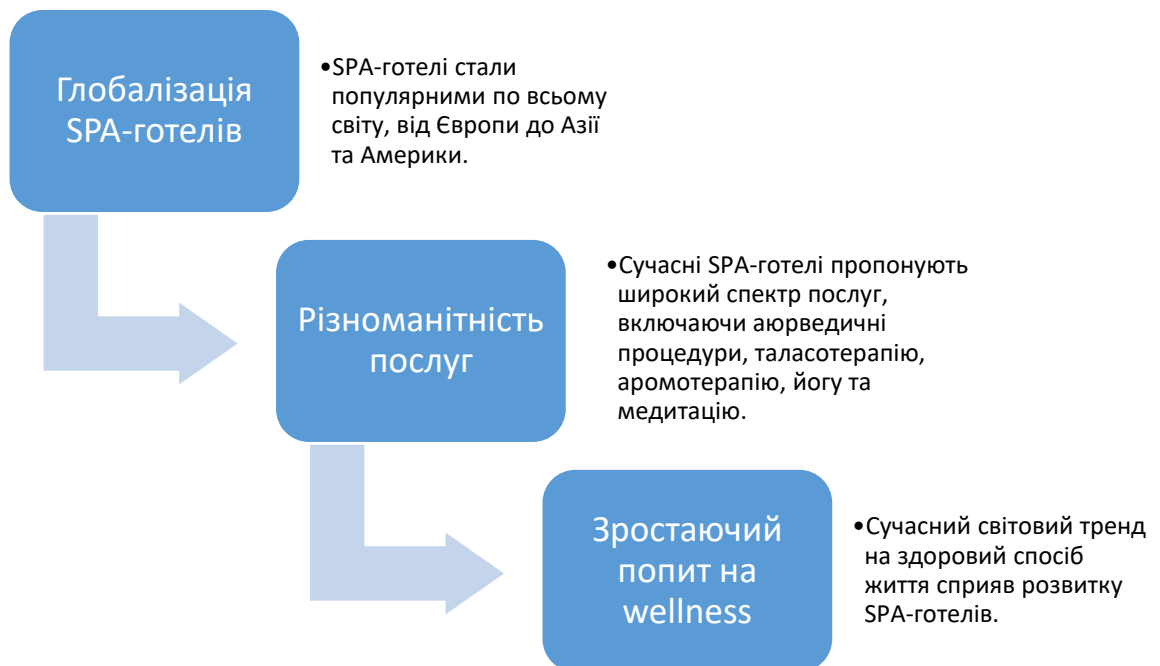 Глобалізація
SPA-готелів
•SPA-готелі стали
популярними по всьому
світу, від Європи до Азії
та Америки.
Різноманітність
послуг
•Сучасні SPA-готелі пропонують
широкий спектр послуг,
включаючи аюрведичні
процедури, таласотерапію,
аромотерапію, йогу та
медитацію.
Зростаючий
попит на
wellness
•Сучасний світовий тренд
на здоровий спосіб
життя сприяв розвитку
SPA-готелів.